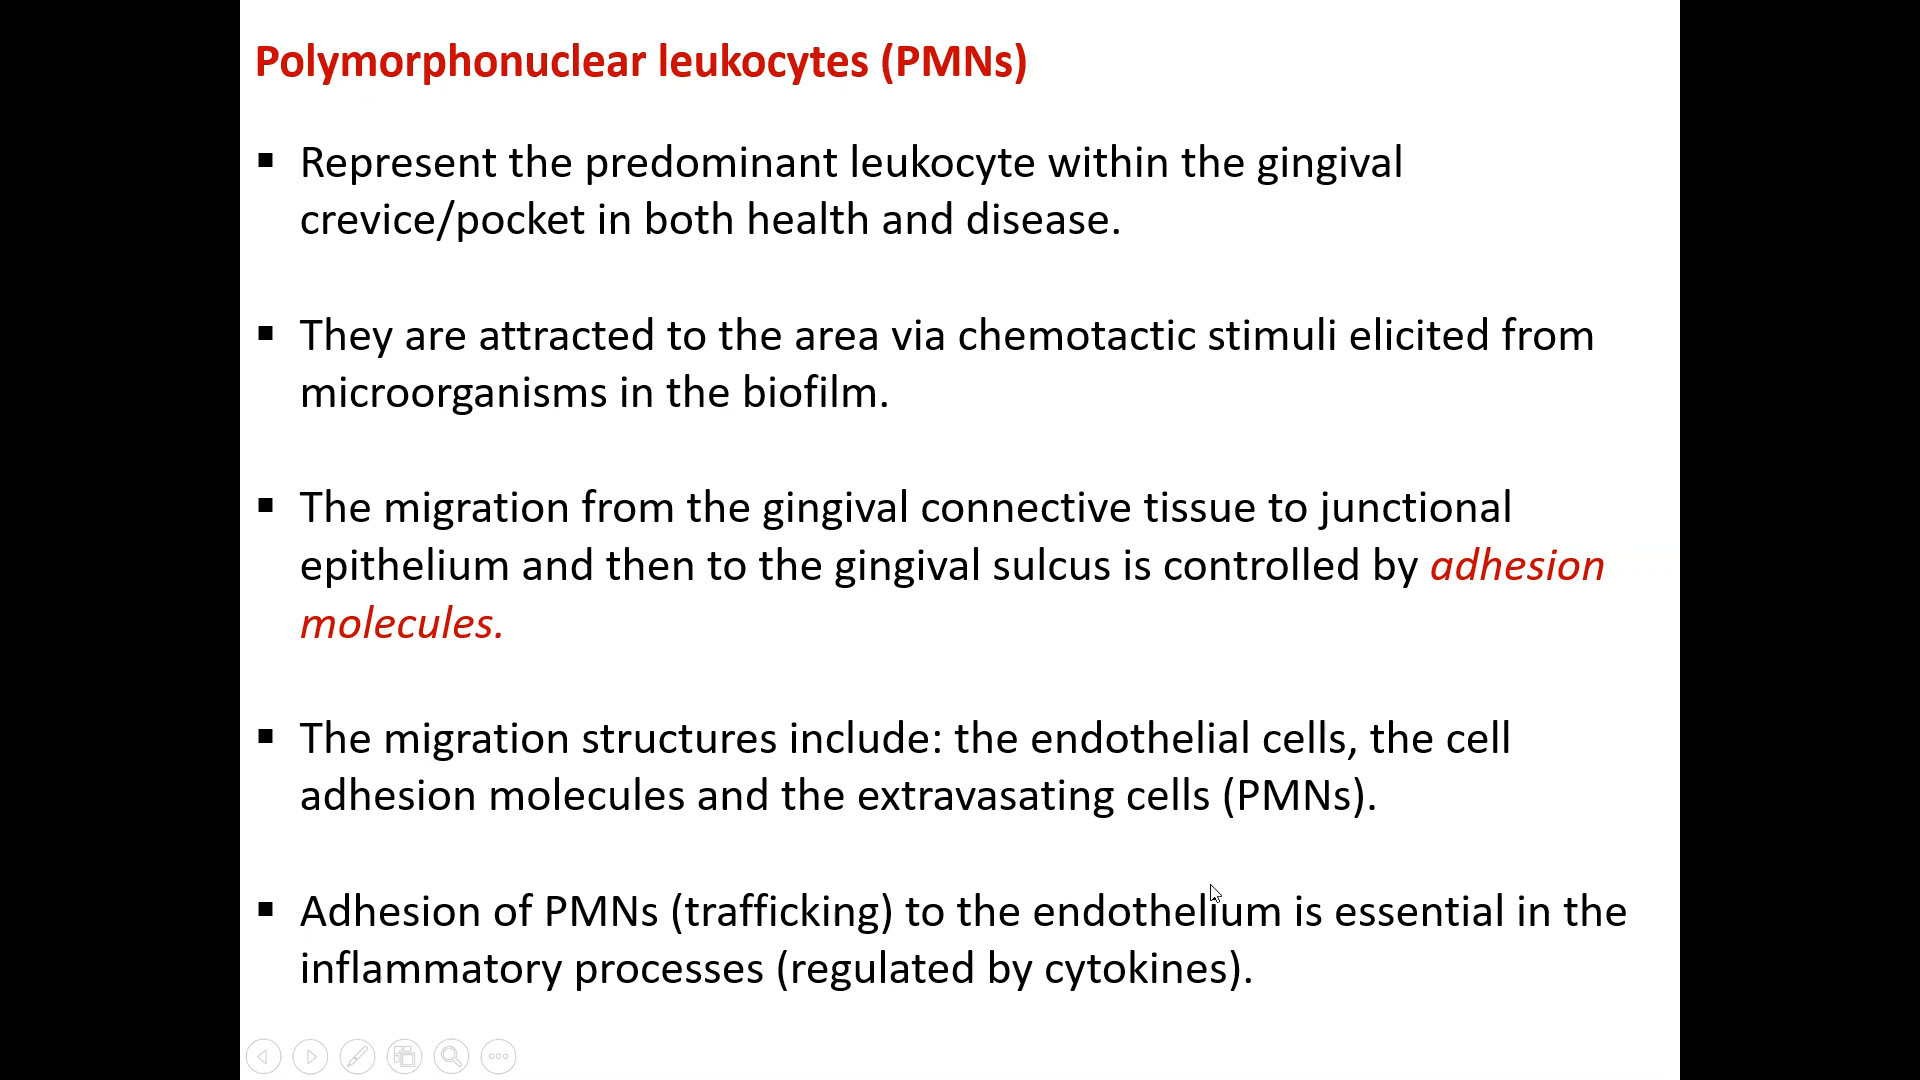 Polymorphonuclear leukocytes (PMNs)
▪ Represent the predominant leukocyte within the gingival
crevice/pocket in both health and disease.
▪ They are attracted to the area via chemotactic stimuli elicited from
microorganisms in the biofilm.
▪ The migration from the gingival connective tissue to junctional
epithelium and then to the gingival sulcus is controlled by adhesion
molecules.
▪ The migration structures include: the endothelial cells, the cell
adhesion molecules and the extravasating cells (PMNs).
▪ Adhesion of PMNs (trafficking) to the endothelium is essential in the
inflammatory processes (regulated by cytokines).